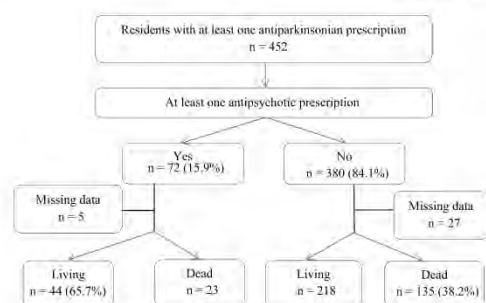 Residents with at least one antiparkinsonian prescription
n = 452
At least one antipsychotic prescription
Yes
n = 72 (15.9%)
No
n = 380 (84.1%)
Missing data
n = 5
Missing data
n = 27
Living
n = 44 (65.7%)
Dead
n = 23
Living
n = 218
Dead
n = 135 (38.2%)